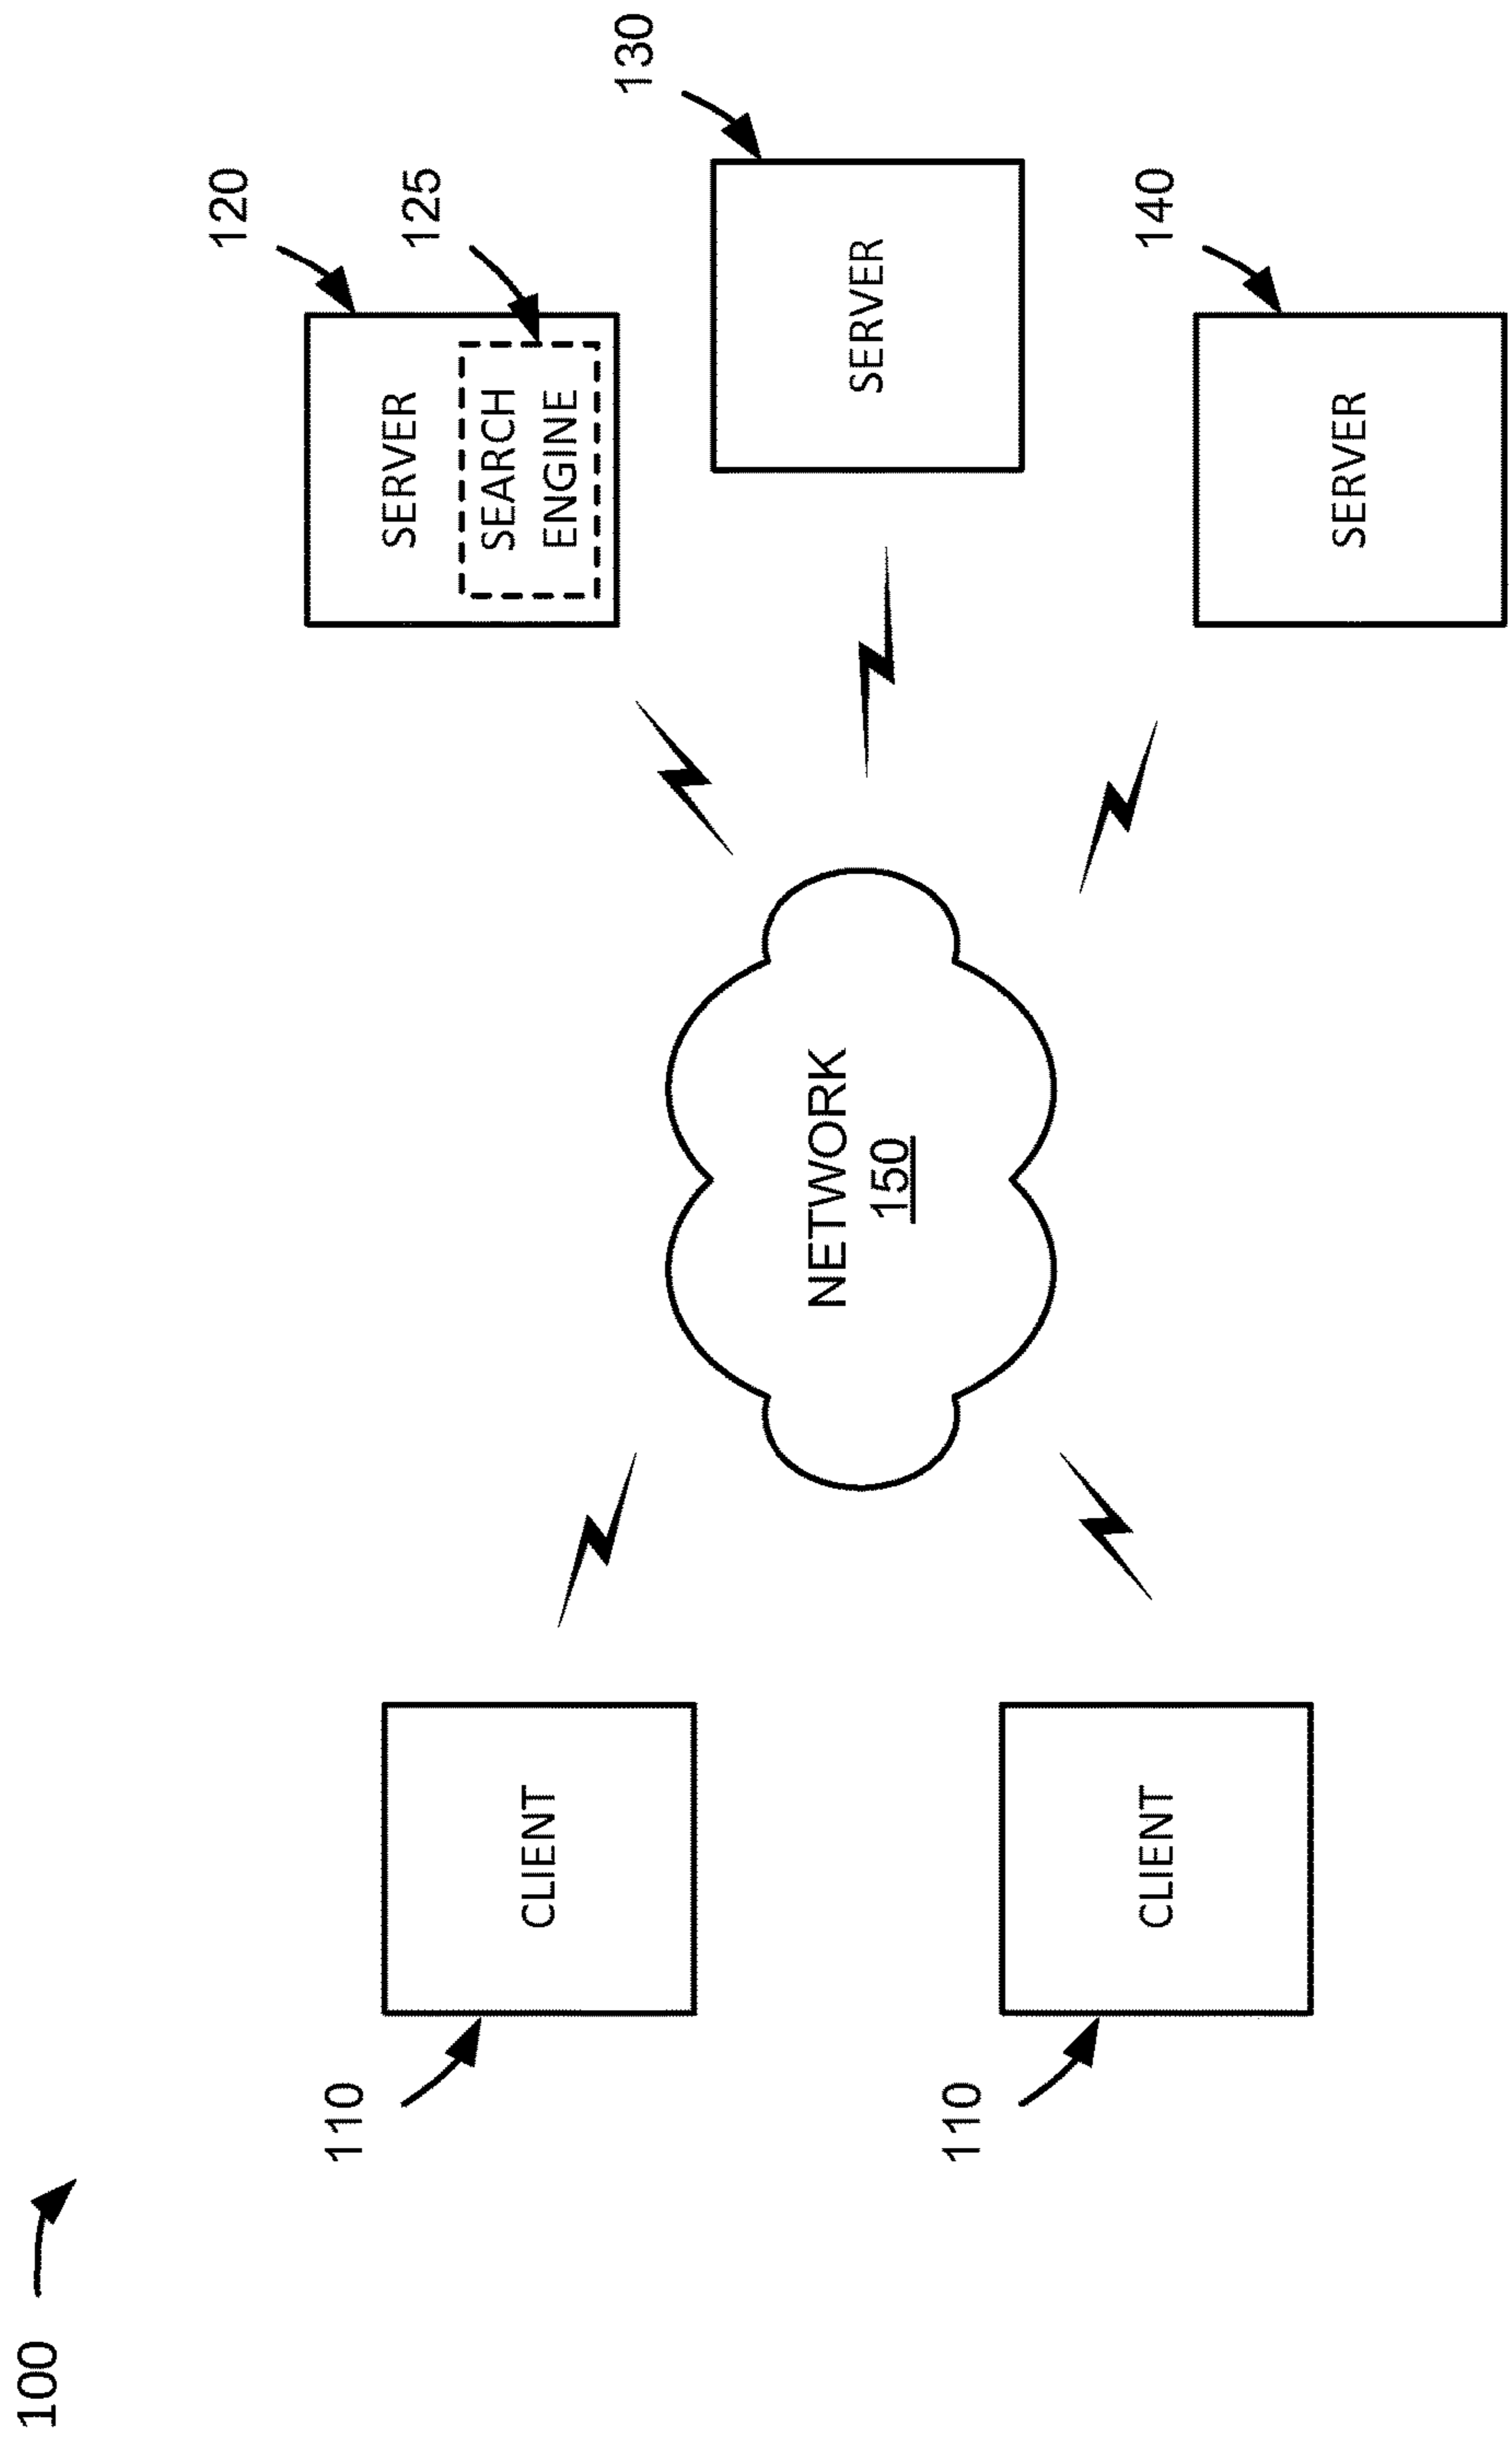 100
110
CLIENT
110
CLIENT
NETWORK
150
120
SERVER
125
SEARCH
ENGINE
130
SERVER
140
SERVER